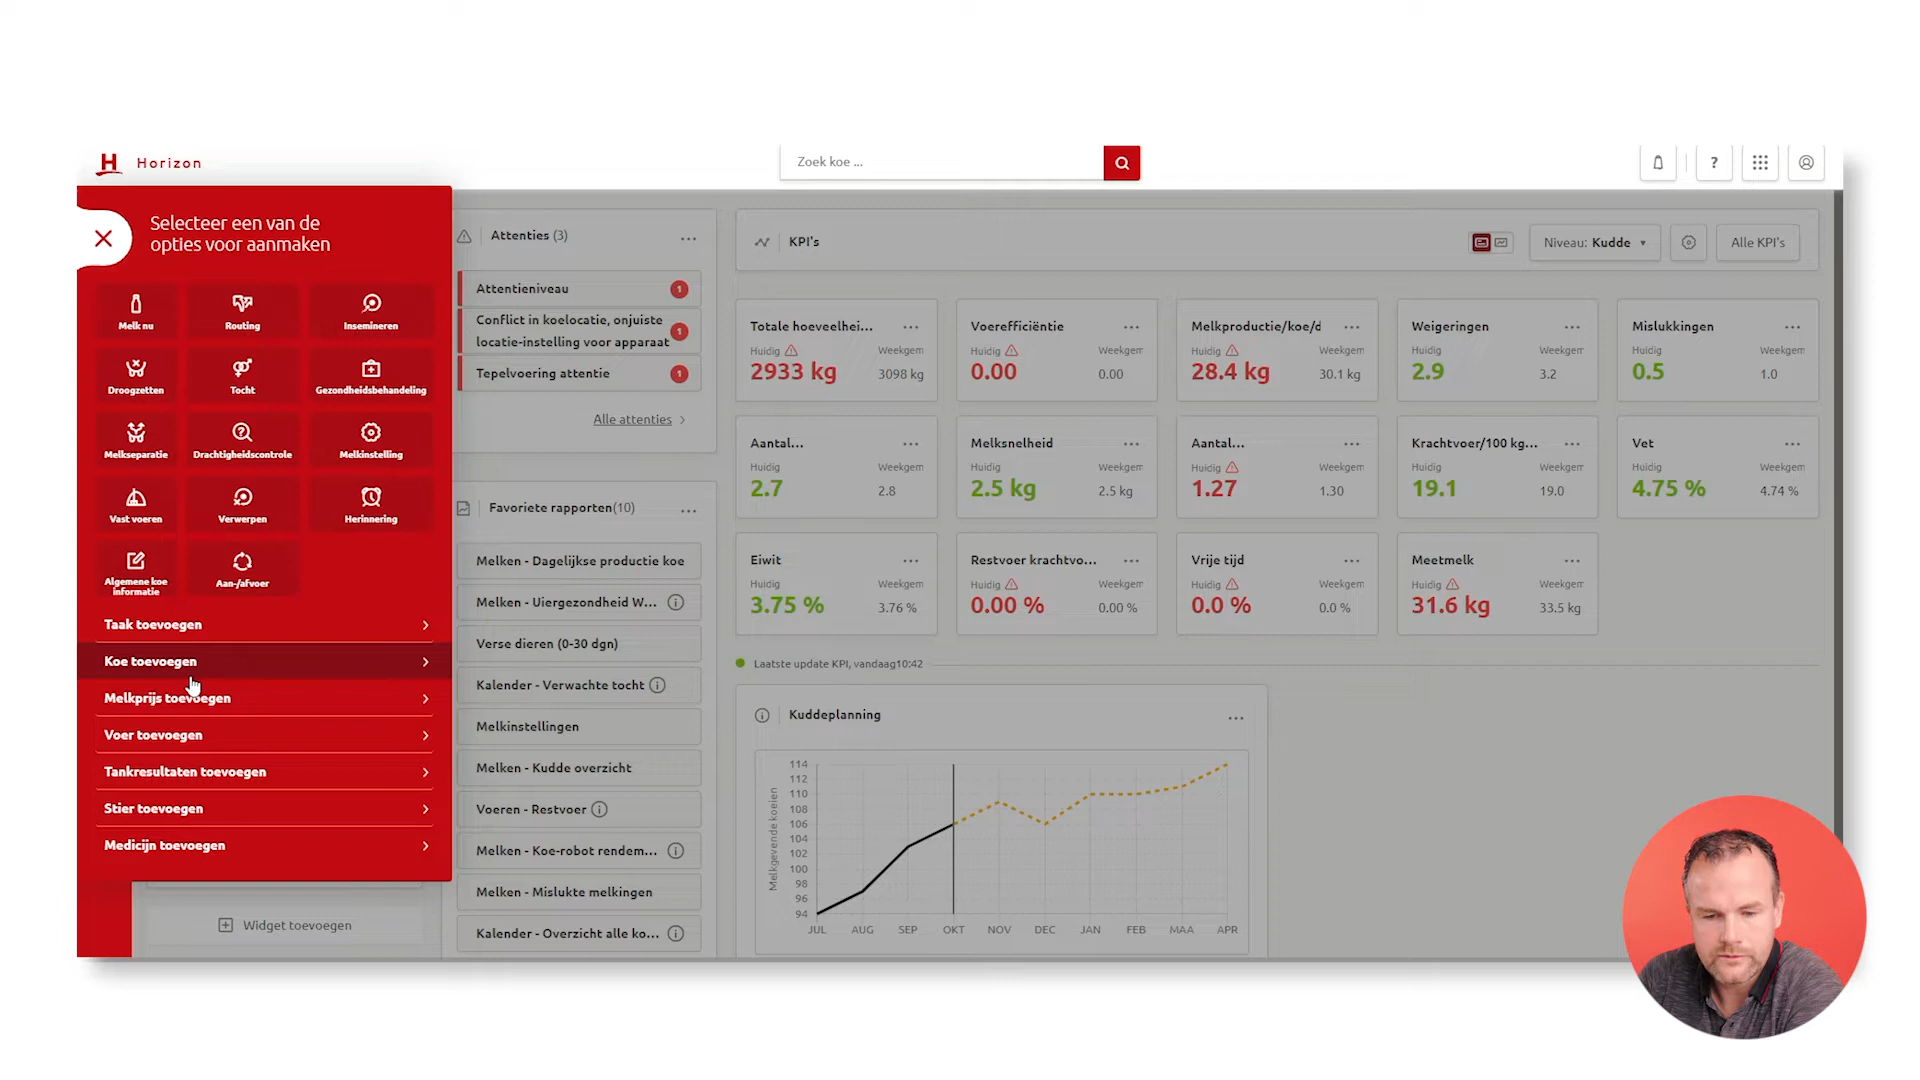 Horizon
Zoek koe ...
?
Selecteer een van de
opties voor aanmaken
Melk nu
Routing
Insemineren
Droogzetten
Tocht
Gezondheidsbehandeling
Melkseparatie
Drachtigheidscontrole
Melkinstelling
Vast voeren
Verwerpen
Herinnering
Algemene koe
informatie
Aan-/afvoer
Taak toevoegen
Koe toevoegen
Melkprijs toevoegen
Voer toevoegen
Tankresultaten toevoegen
Stier toevoegen
Medicijn toevoegen
Widget toevoegen
Attenties (3)
Attentieniveau 1
Conflict in koelocatie, onjuiste
locatie-instelling voor apparaat 1
Tepelvoering attentie 1
Alle attenties
Favoriete rapporten(10)
Melken - Dagelijkse productie koe
Melken - Uiergezondheid W...
Verse dieren (0-30 dgn)
Kalender - Verwachte tocht
Melkinstellingen
Melken - Kudde overzicht
Voeren - Restvoer
Melken - Koe-robot rendem...
Melken - Mislukte melkingen
Kalender - Overzicht alle ko...
KPI's
Niveau: Kudde
Alle KPI's
Totale hoeveelhei...
Huidig Weekgem
2933 kg 3098 kg
Voerefficiëntie
Huidig Weekgem
0.00 0.00
Melkproductie/koe/d
Huidig Weekgem
28.4 kg 30.1 kg
Weigeringen
Huidig Weekgem
2.9 3.2
Mislukkingen
Huidig Weekgem
0.5 1.0
Aantal...
Huidig Weekgem
2.7 2.8
Melksnelheid
Huidig Weekgem
2.5 kg 2.5 kg
Aantal...
Huidig Weekgem
1.27 1.30
Krachtvoer/100 kg...
Huidig Weekgem
19.1 19.0
Vet
Huidig Weekgem
4.75 % 4.74 %
Eiwit
Huidig Weekgem
3.75 % 3.76 %
Restvoer krachtvo...
Huidig Weekgem
0.00 % 0.00 %
Vrije tijd
Huidig Weekgem
0.0 % 0.0 %
Meetmelk
Huidig Weekgem
31.6 kg 33.5 kg
Laatste update KPI, vandaag10:42
Kuddeplanning
Melkgevende koeien
114
112
110
108
106
104
102
100
98
96
94
JUL AUG SEP OKT NOV DEC JAN FEB MAA APR